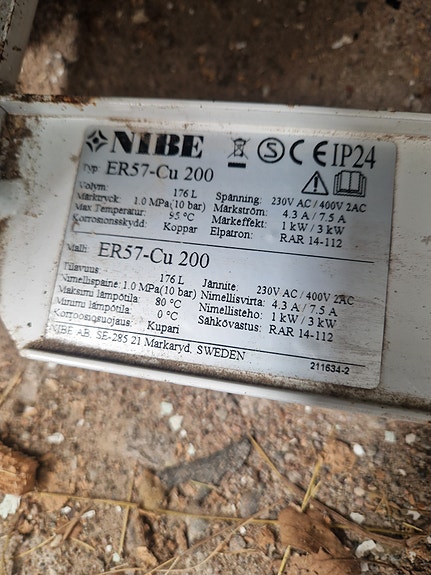 NIBE S CE IP24
Typ: ER57-Cu 200
Volym: 176 L Spänning: 230V AC / 400V 2AC
Märktryck: 1.0 MPa (10 bar) Märkström: 4.3 A / 7.5 A
Max Temperatur: 95 °C Märkeffekt: 1 kW / 3 kW
Korrosionsskydd: Koppar Elpatron: RAR 14-112
Malli: ER57-Cu 200
Tilavuus: 176 L Jännite: 230V AC / 400V 2AC
Nimellispaine: 1.0 MPa(10 bar) Nimellisvirta: 4.3 A / 7.5 A
Maksimi lämpötila: 80 °C Nimellisteho: 1 kW / 3 kW
Minimi lämpötila: 0 °C Sähkövastus: RAR 14-112
Korroosiosuojaus: Kupari
NIBE AB, SE-285 21 Markaryd, SWEDEN
211634-2